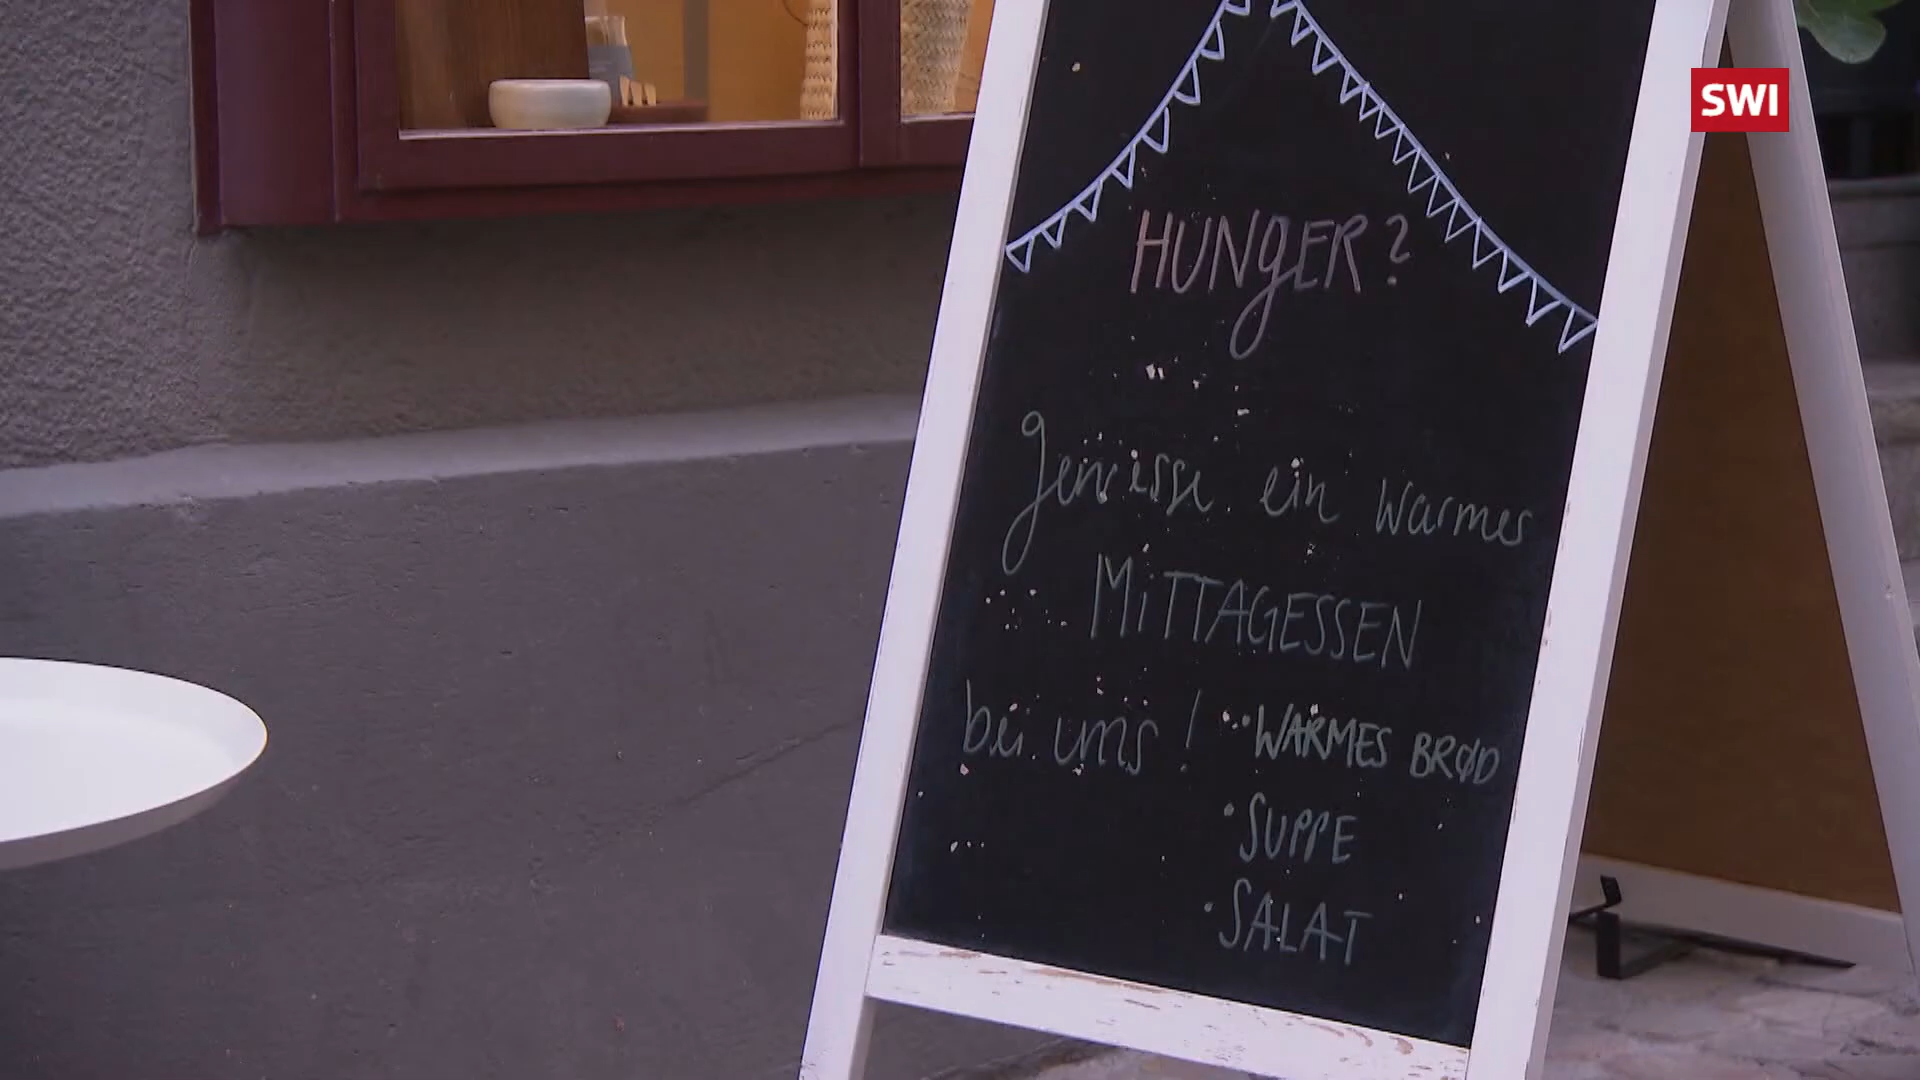 SWI
HUNgER?
geniesse ein warmes
MiTTAGESSEN
bei uns! • WARMES BRØD
• SUPPE
• SALAT